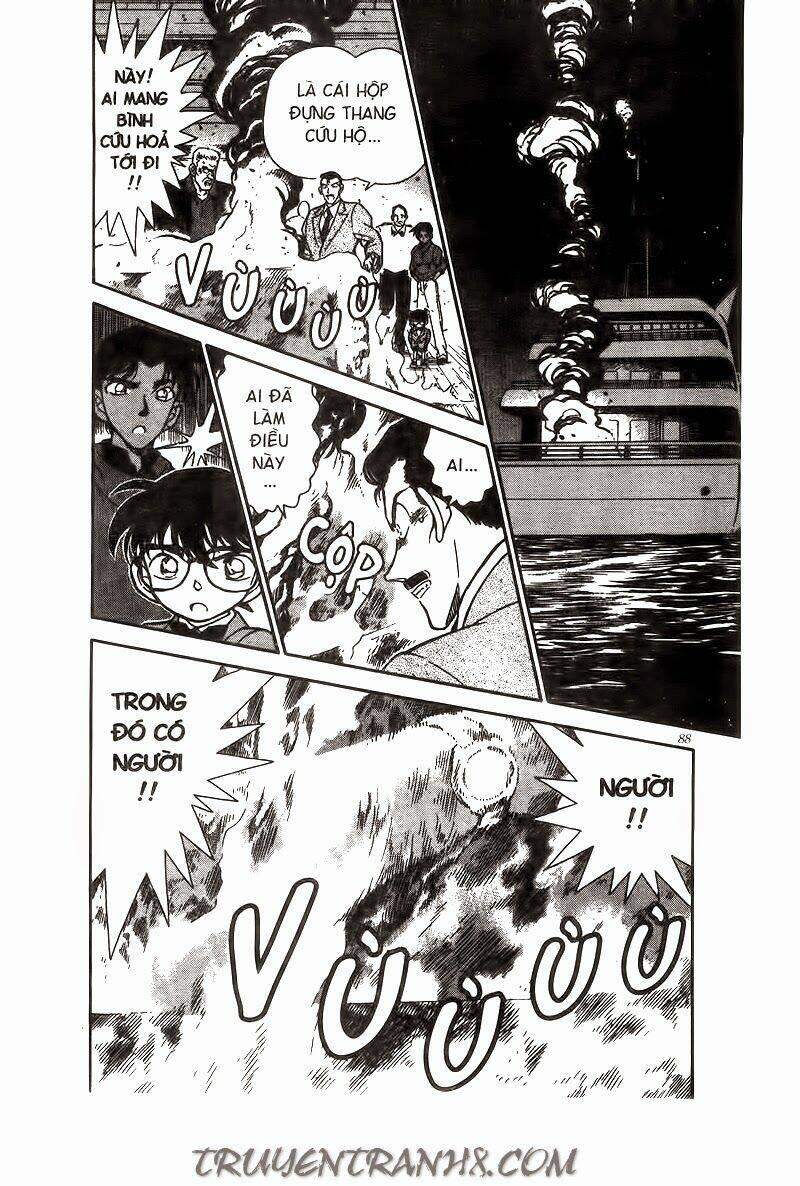 NÀY!
AI MANG
BÌNH
CỨU HOẢ
TỚI ĐI
!!
LÀ CÁI HỘP
ĐỰNG THANG
CỨU HỘ...
VÙÙÙÙ
AI ĐÃ
LÀM
ĐIỀU
NÀY
...
AI...
CỘP
88
TRONG
ĐÓ CÓ
NGƯỜI
!!
NGƯỜI
!!
VÙÙÙÙ
TRUYENTRANH8.COM